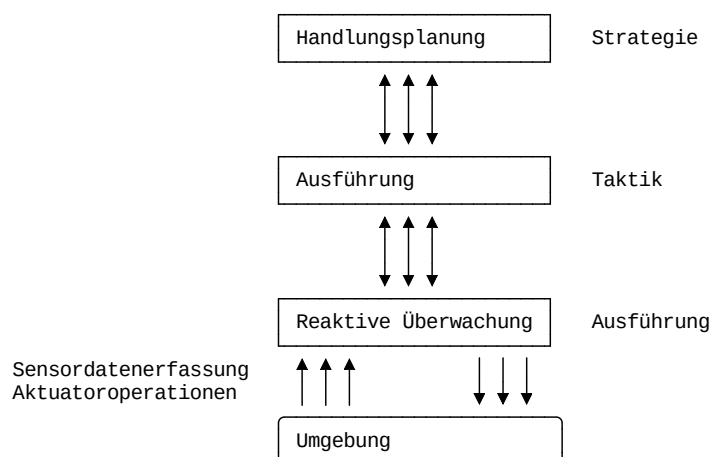 Handlungsplanung Strategie
Ausführung Taktik
Reaktive Überwachung Ausführung
Sensordatenerfassung
Aktuatoroperationen
Umgebung